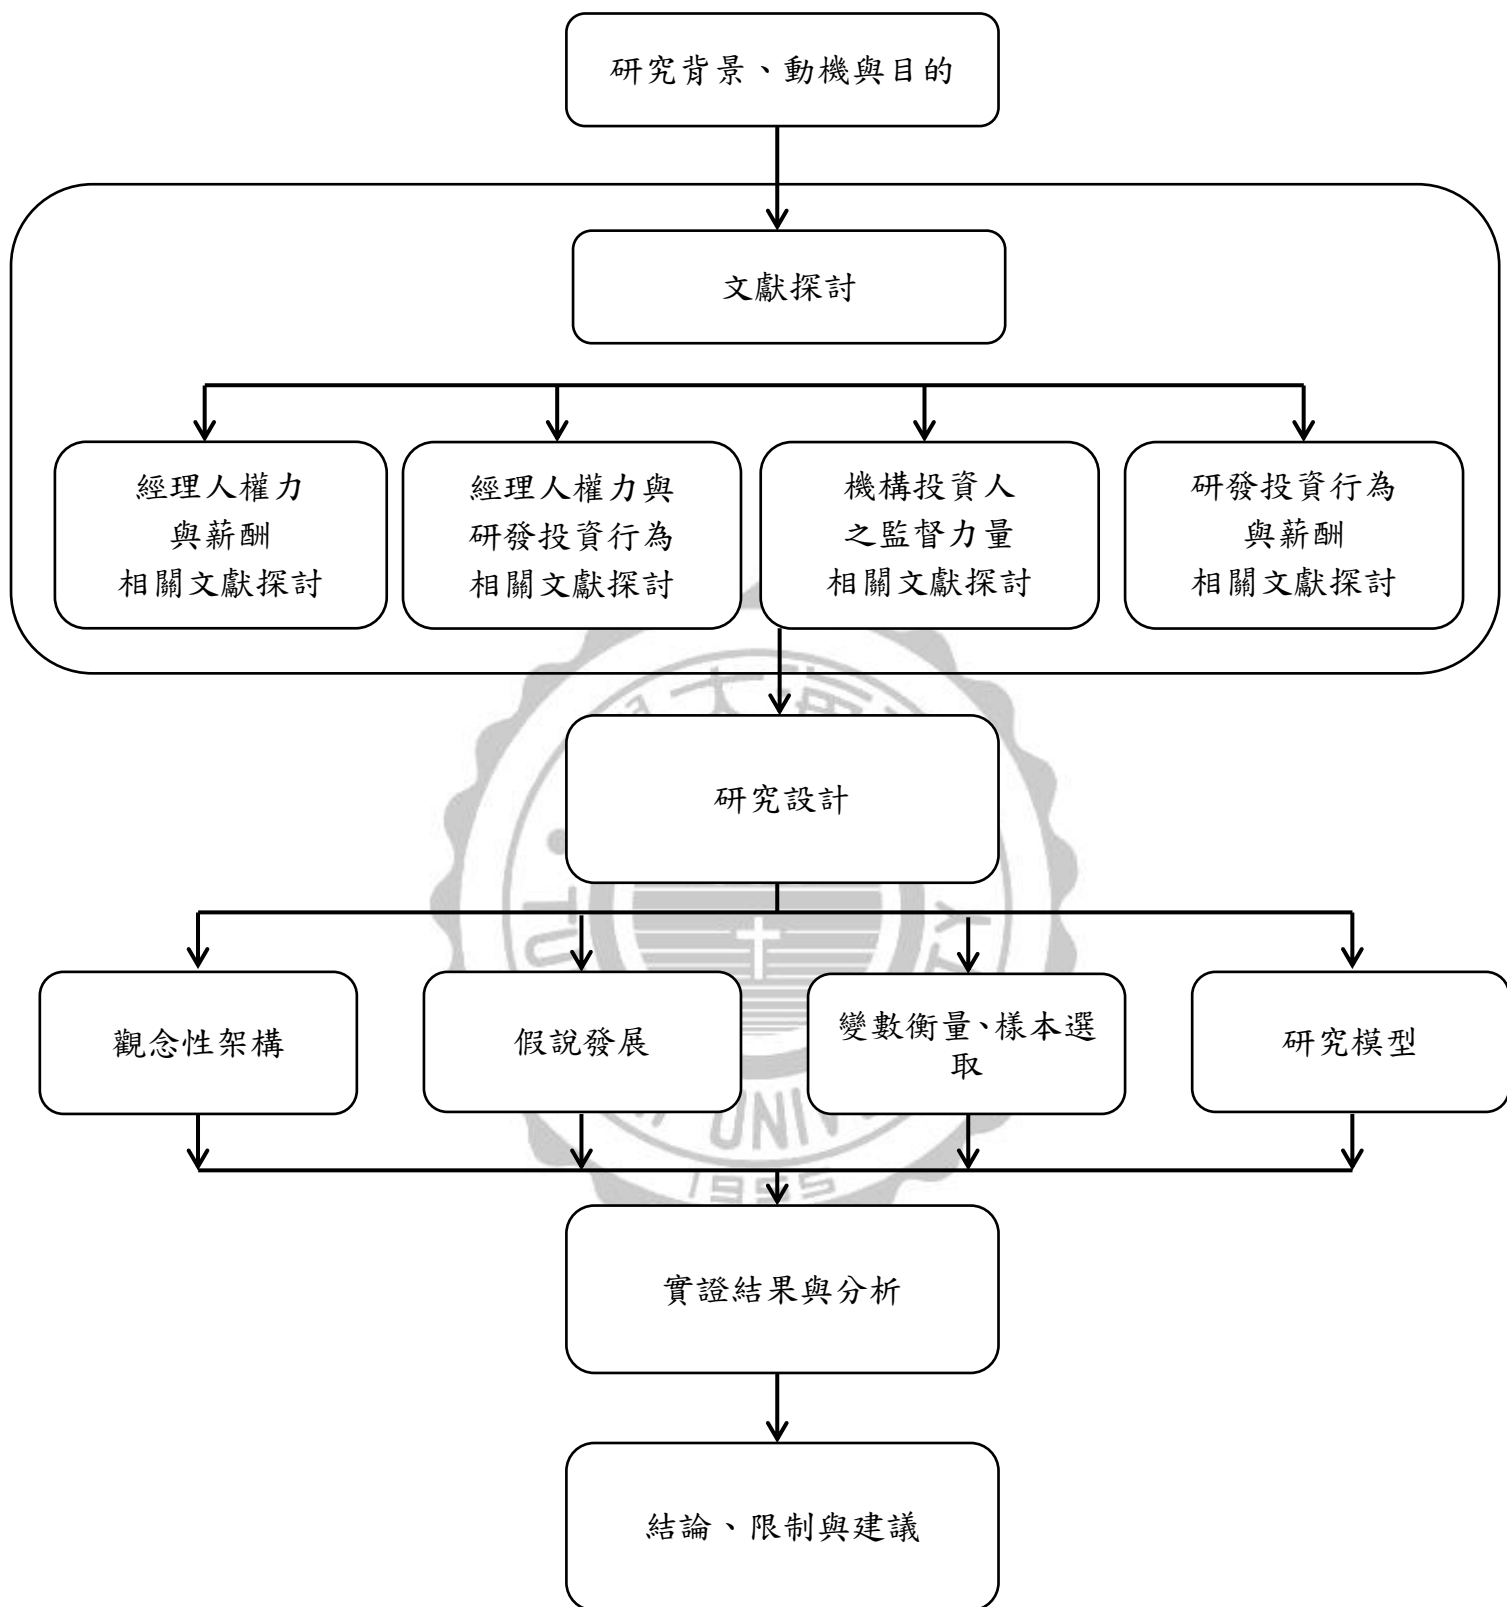 研究背景、動機與目的
文獻探討
經理人權力
與薪酬
相關文獻探討
經理人權力與
研發投資行為
相關文獻探討
機構投資人
之監督力量
相關文獻探討
研發投資行為
與薪酬
相關文獻探討
研究設計
觀念性架構
假說發展
變數衡量、樣本選
取
研究模型
實證結果與分析
結論、限制與建議
1955